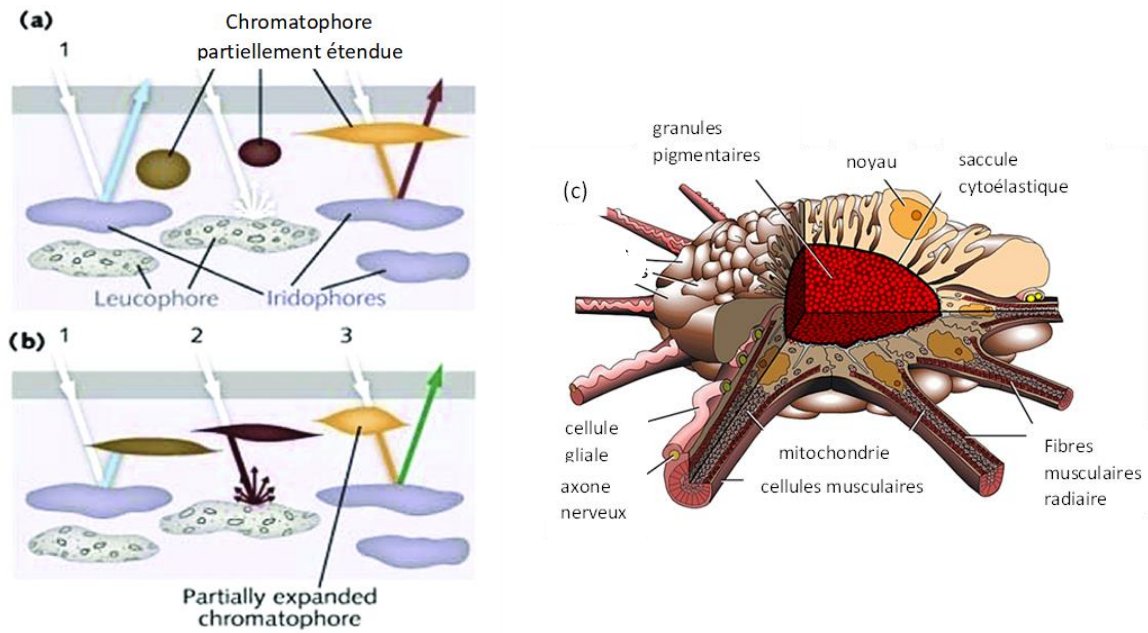 (a)
Chromatophore
partiellement étendue
1
Leucophore
Iridophores
(b)
1
2
3
Partially expanded
chromatophore
(c)
granules
pigmentaires
noyau
saccule
cytoélastique
cellule
gliale
axone
nerveux
mitochondrie
cellules musculaires
Fibres
musculaires
radiaire